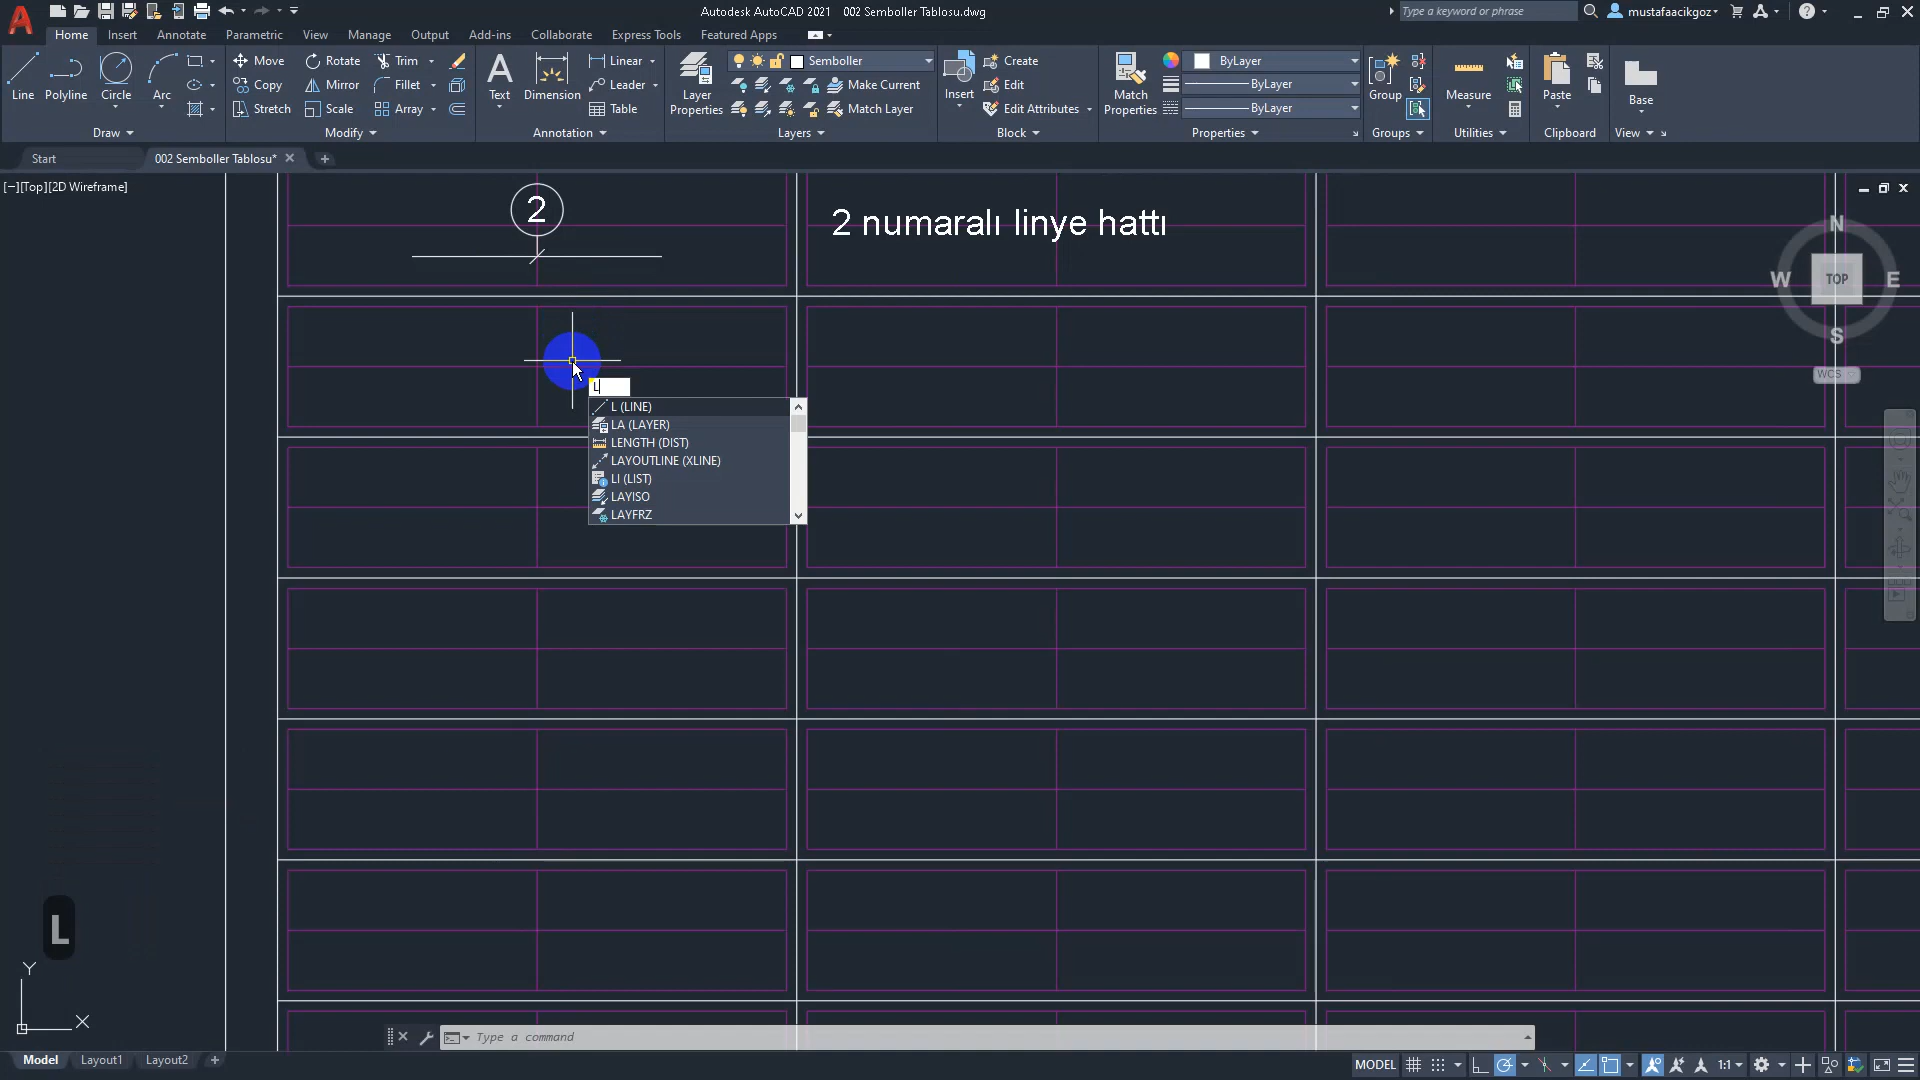 Autodesk AutoCAD 2021 002 Semboller Tablosu.dwg
Type a keyword or phrase
mustafaacikgoz
Home Insert Annotate Parametric View Manage Output Add-ins Collaborate Express Tools Featured Apps
Line Polyline Circle Arc
Draw
Move Rotate Trim
Copy Mirror Fillet
Stretch Scale Array
Modify
Text Dimension
Linear
Leader
Table
Annotation
Layer Properties
Semboller
Make Current
Match Layer
Layers
Insert
Create
Edit
Edit Attributes
Block
Match Properties
ByLayer
ByLayer
ByLayer
Properties
Group
Groups
Measure
Utilities
Paste
Clipboard
Base
View
Start 002 Semboller Tablosu*
[−][Top][2D Wireframe]
2
2 numaralı linye hattı
N
W TOP E
S
WCS
L
L (LINE)
LA (LAYER)
LENGTH (DIST)
LAYOUTLINE (XLINE)
LI (LIST)
LAYISO
LAYFRZ
L
Y
X
Type a command
Model Layout1 Layout2
MODEL 1:1